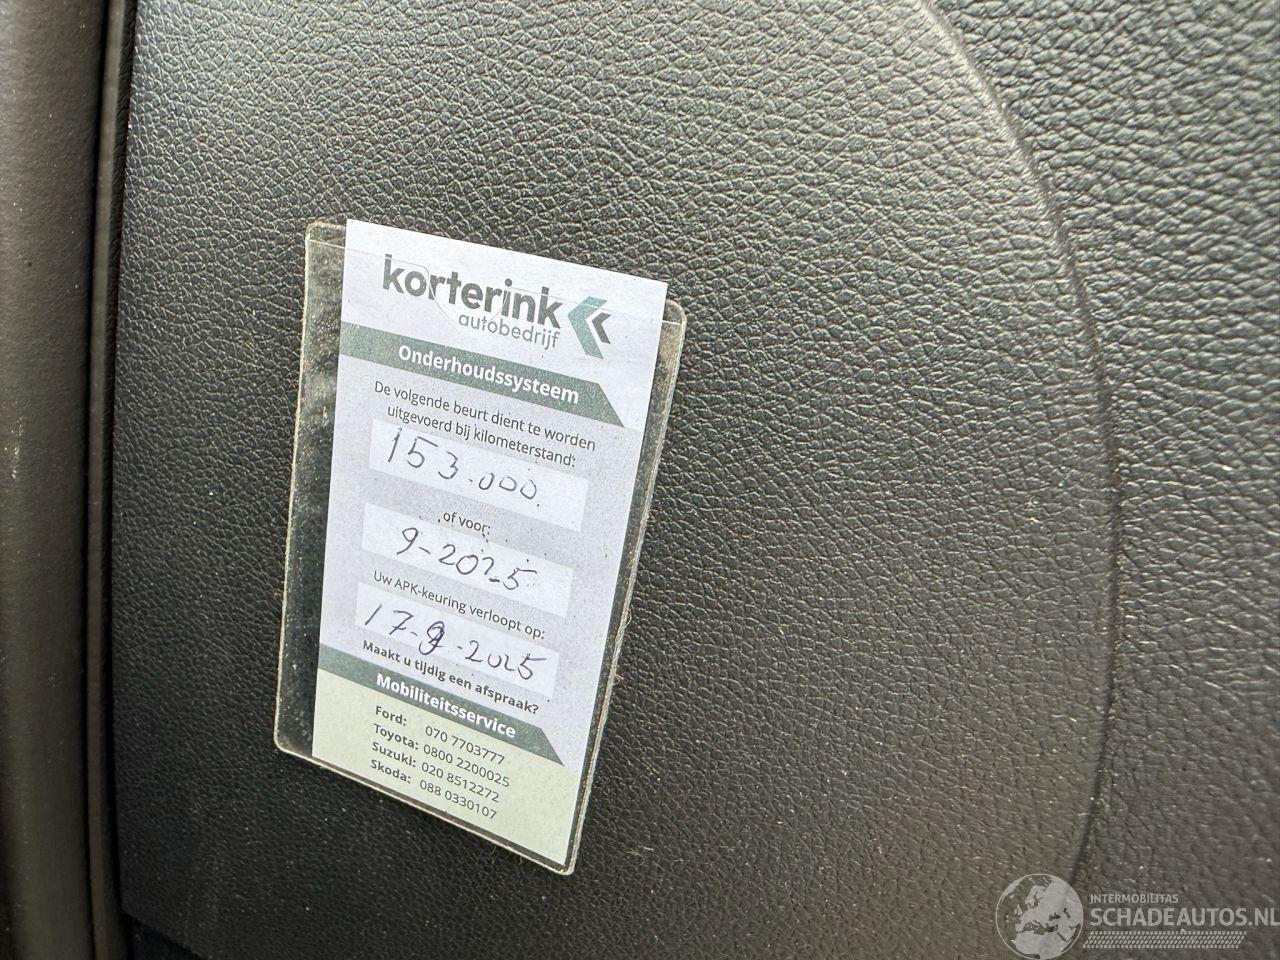 korterink
autobedrijf
Onderhoudssysteem
De volgende beurt dient te worden
uitgevoerd bij kilometerstand:
153.000
of voor:
9-2025
Uw APK-keuring verloopt op:
17-9-2025
Maakt u tijdig een afspraak?
Mobiliteitsservice
Ford: 070 7703777
Toyota: 0800 2200025
Suzuki: 020 8512272
Skoda: 088 0330107
INTERMOBILITAS
SCHADEAUTOS.NL